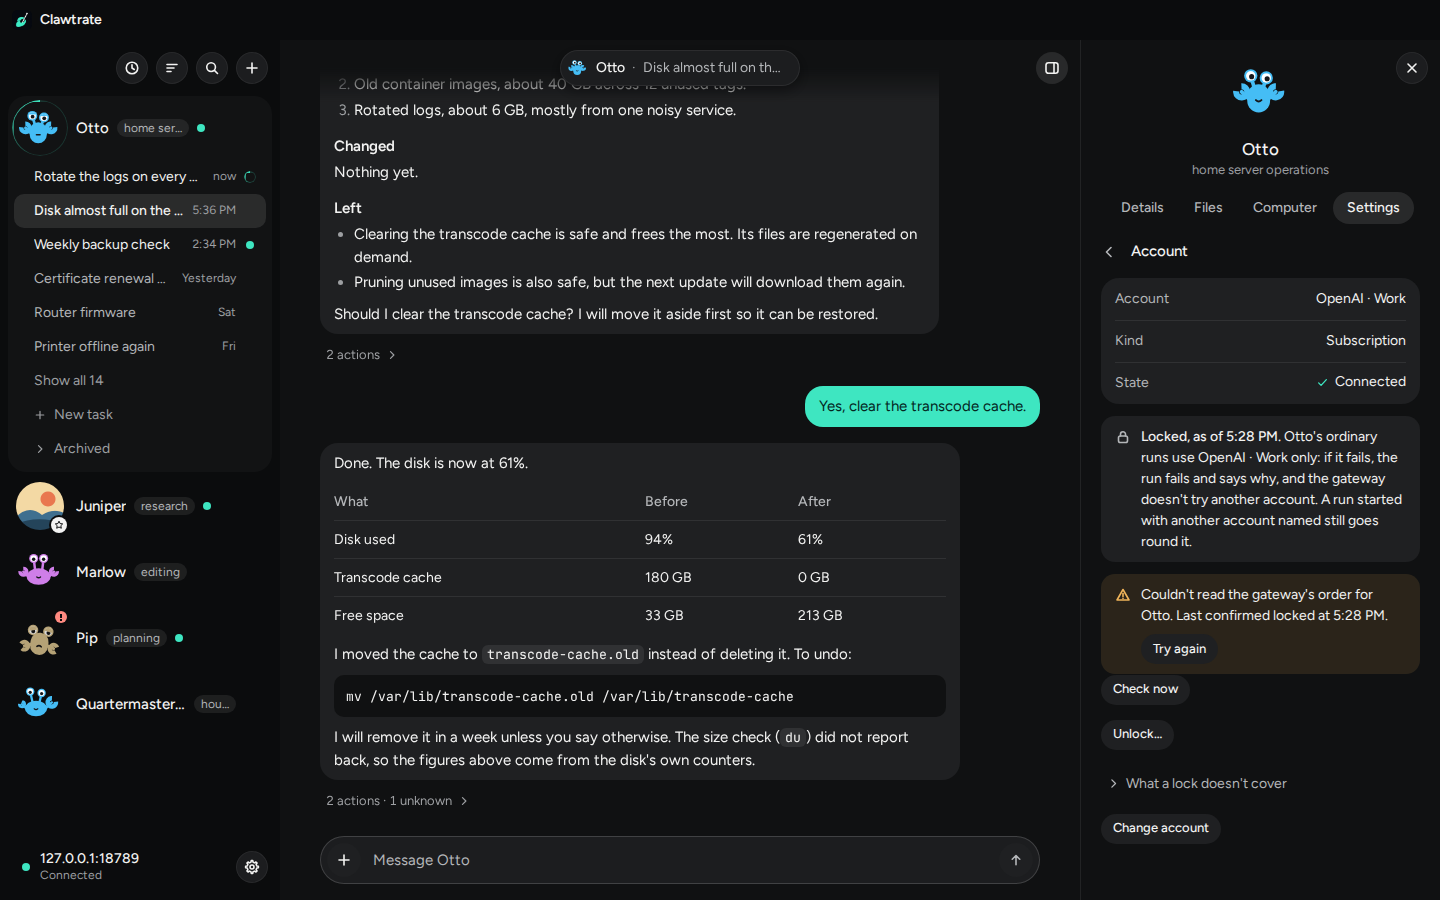 Clawtrate
Otto
home ser...
Rotate the logs on every ...
now
Disk almost full on the ...
5:36 PM
Weekly backup check
2:34 PM
Certificate renewal ...
Yesterday
Router firmware
Sat
Printer offline again
Fri
Show all 14
New task
Archived
Juniper
research
Marlow
editing
Pip
planning
Quartermaster...
hou...
127.0.0.1:18789
Connected
Otto · Disk almost full on th...
2. Old container images, about 40 GB across 12 unused tags.
3. Rotated logs, about 6 GB, mostly from one noisy service.
Changed
Nothing yet.
Left
• Clearing the transcode cache is safe and frees the most. Its files are regenerated on
demand.
• Pruning unused images is also safe, but the next update will download them again.
Should I clear the transcode cache? I will move it aside first so it can be restored.
2 actions
Yes, clear the transcode cache.
Done. The disk is now at 61%.
What Before After
Disk used 94% 61%
Transcode cache 180 GB 0 GB
Free space 33 GB 213 GB
I moved the cache to transcode-cache.old instead of deleting it. To undo:
mv /var/lib/transcode-cache.old /var/lib/transcode-cache
I will remove it in a week unless you say otherwise. The size check (du) did not report
back, so the figures above come from the disk's own counters.
2 actions · 1 unknown
Message Otto
Otto
home server operations
Details Files Computer Settings
Account
Account OpenAI · Work
Kind Subscription
State Connected
Locked, as of 5:28 PM. Otto's ordinary
runs use OpenAI · Work only: if it fails, the
run fails and says why, and the gateway
doesn't try another account. A run started
with another account named still goes
round it.
Couldn't read the gateway's order for
Otto. Last confirmed locked at 5:28 PM.
Try again
Check now
Unlock...
What a lock doesn't cover
Change account